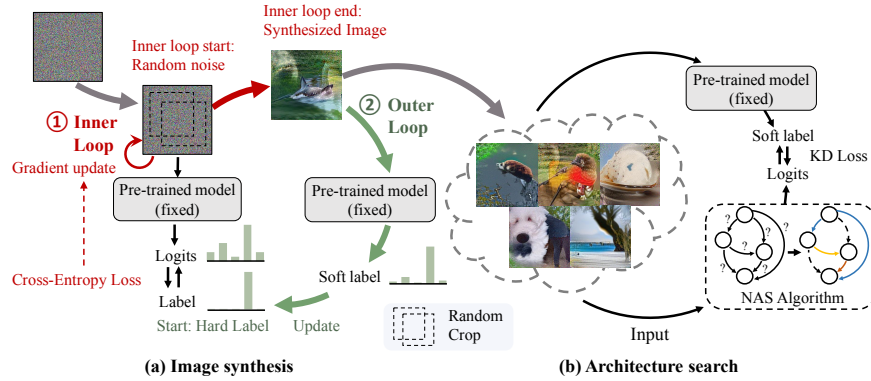 Inner loop start:
Random noise
Inner loop end:
Synthesized Image
① Inner
Loop
② Outer
Loop
Gradient update
Pre-trained model
(fixed)
Logits
Label
Cross-Entropy Loss
Start: Hard Label
Update
Pre-trained model
(fixed)
Soft label
Random
Crop
(a) Image synthesis
Pre-trained model
(fixed)
Soft label
KD Loss
Logits
?
?
?
?
?
?
NAS Algorithm
Input
(b) Architecture search